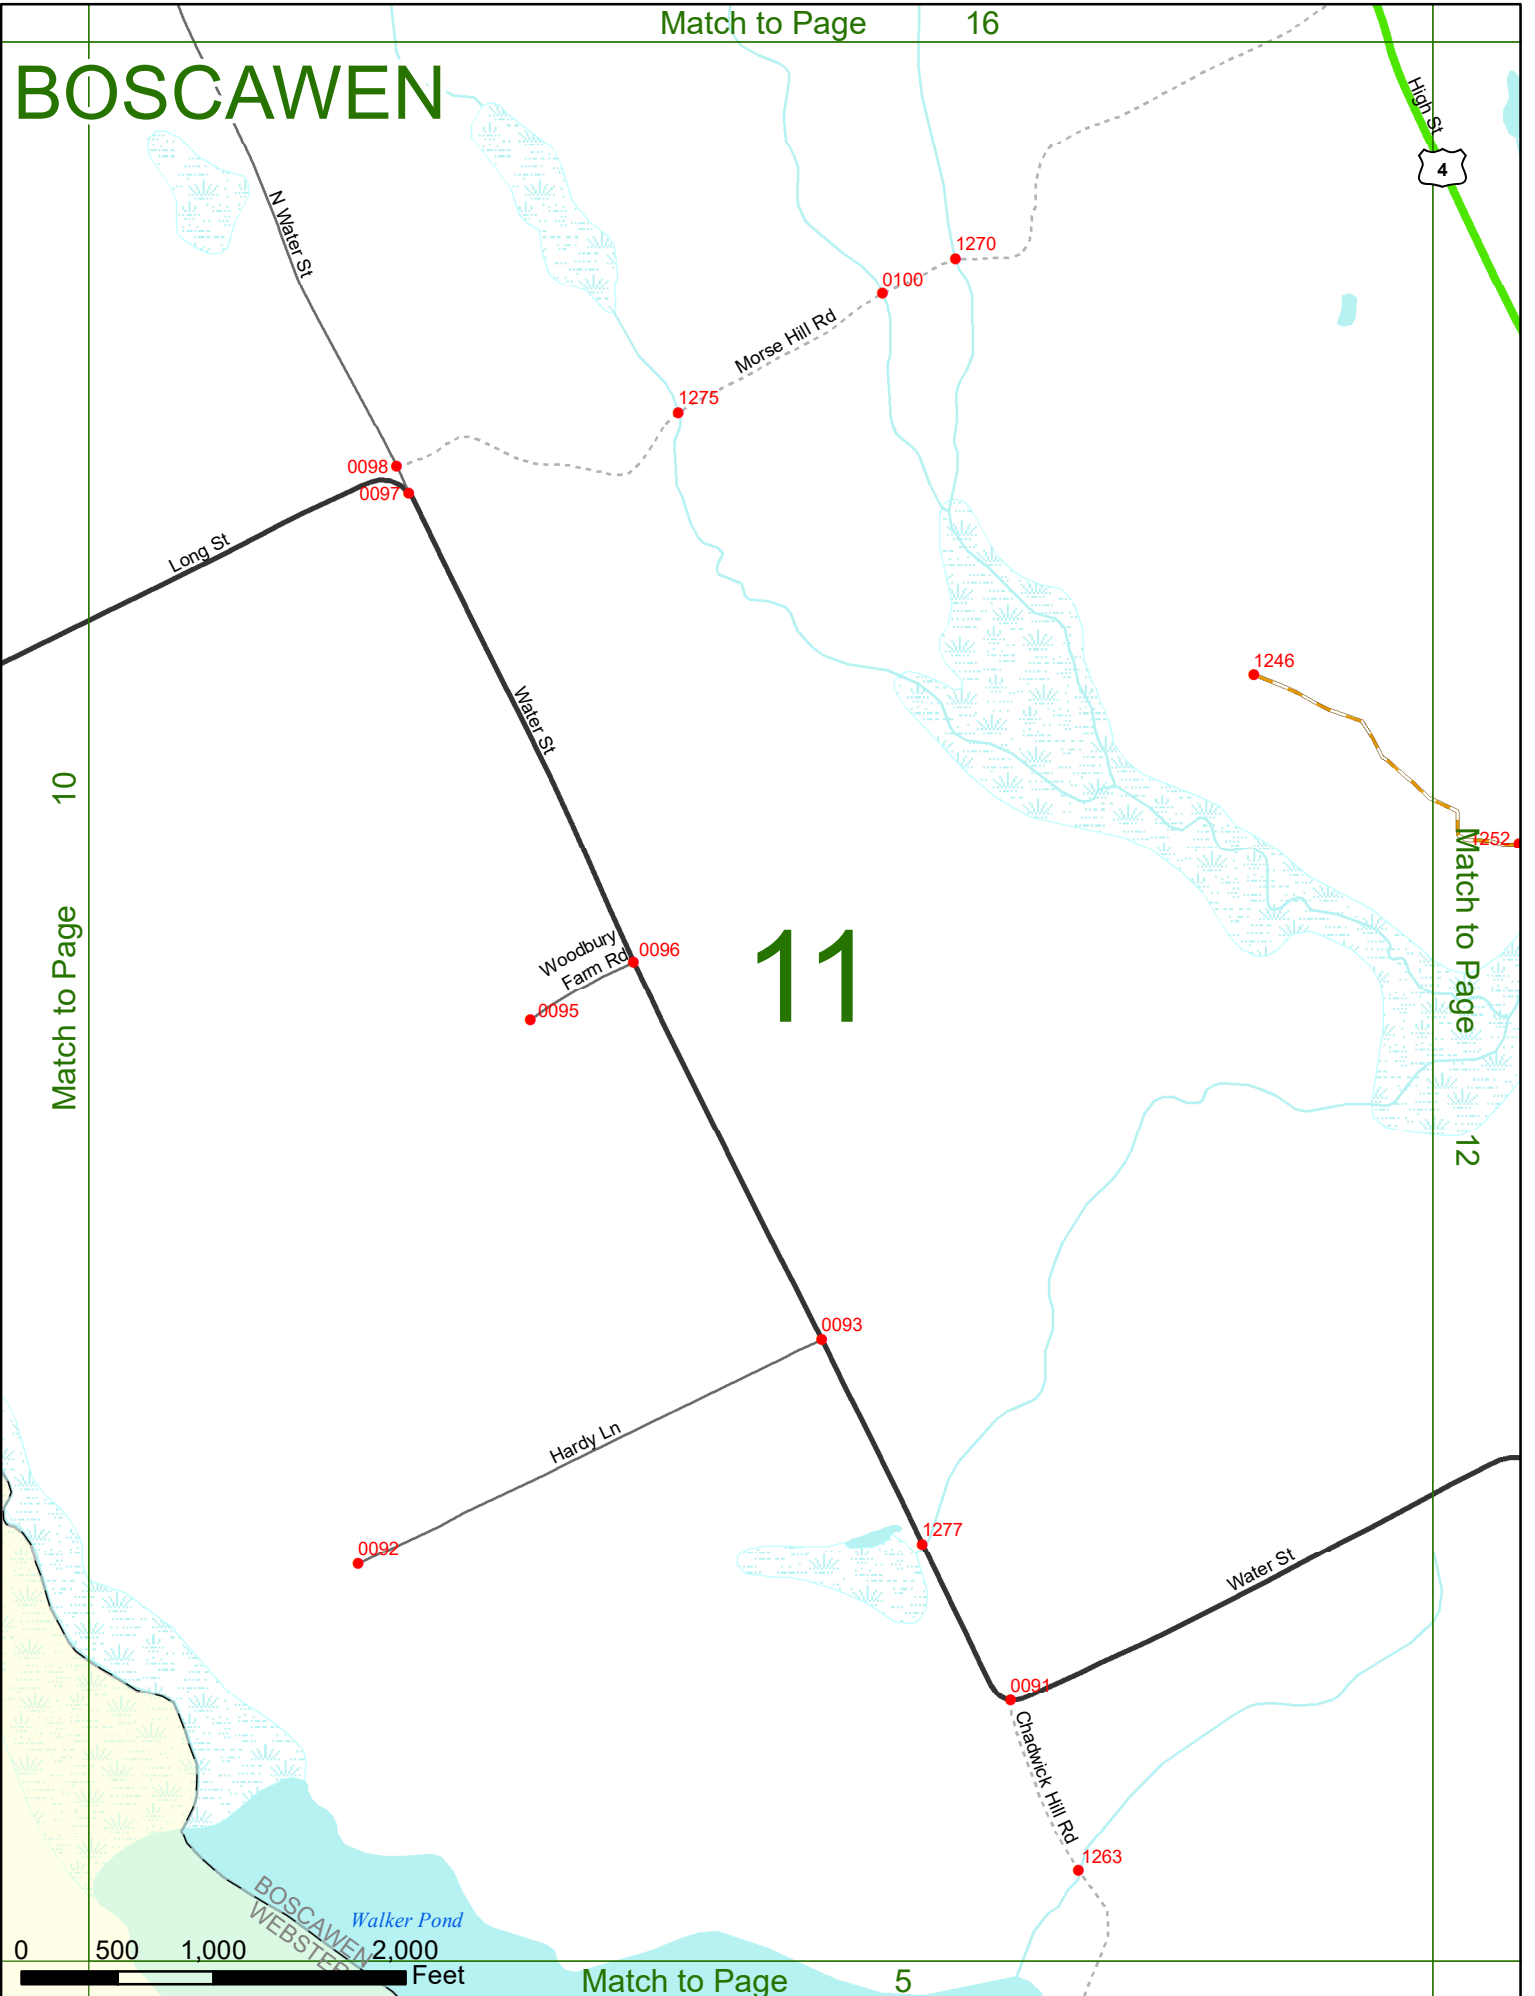 Match to Page 16
BOSCAWEN
High St
4
N Water St
1270
0100
Morse Hill Rd
1275
0098
0097
Long St
1246
Water St
10
Match to Page
1252
Match to Page
12
Woodbury
Farm Rd
0096
0095
11
0093
Hardy Ln
1277
0092
Water St
0091
Chadwick Hill Rd
1263
BOSCAWEN
WEBSTER
Walker Pond
0 500 1,000 2,000
Feet
Match to Page 5